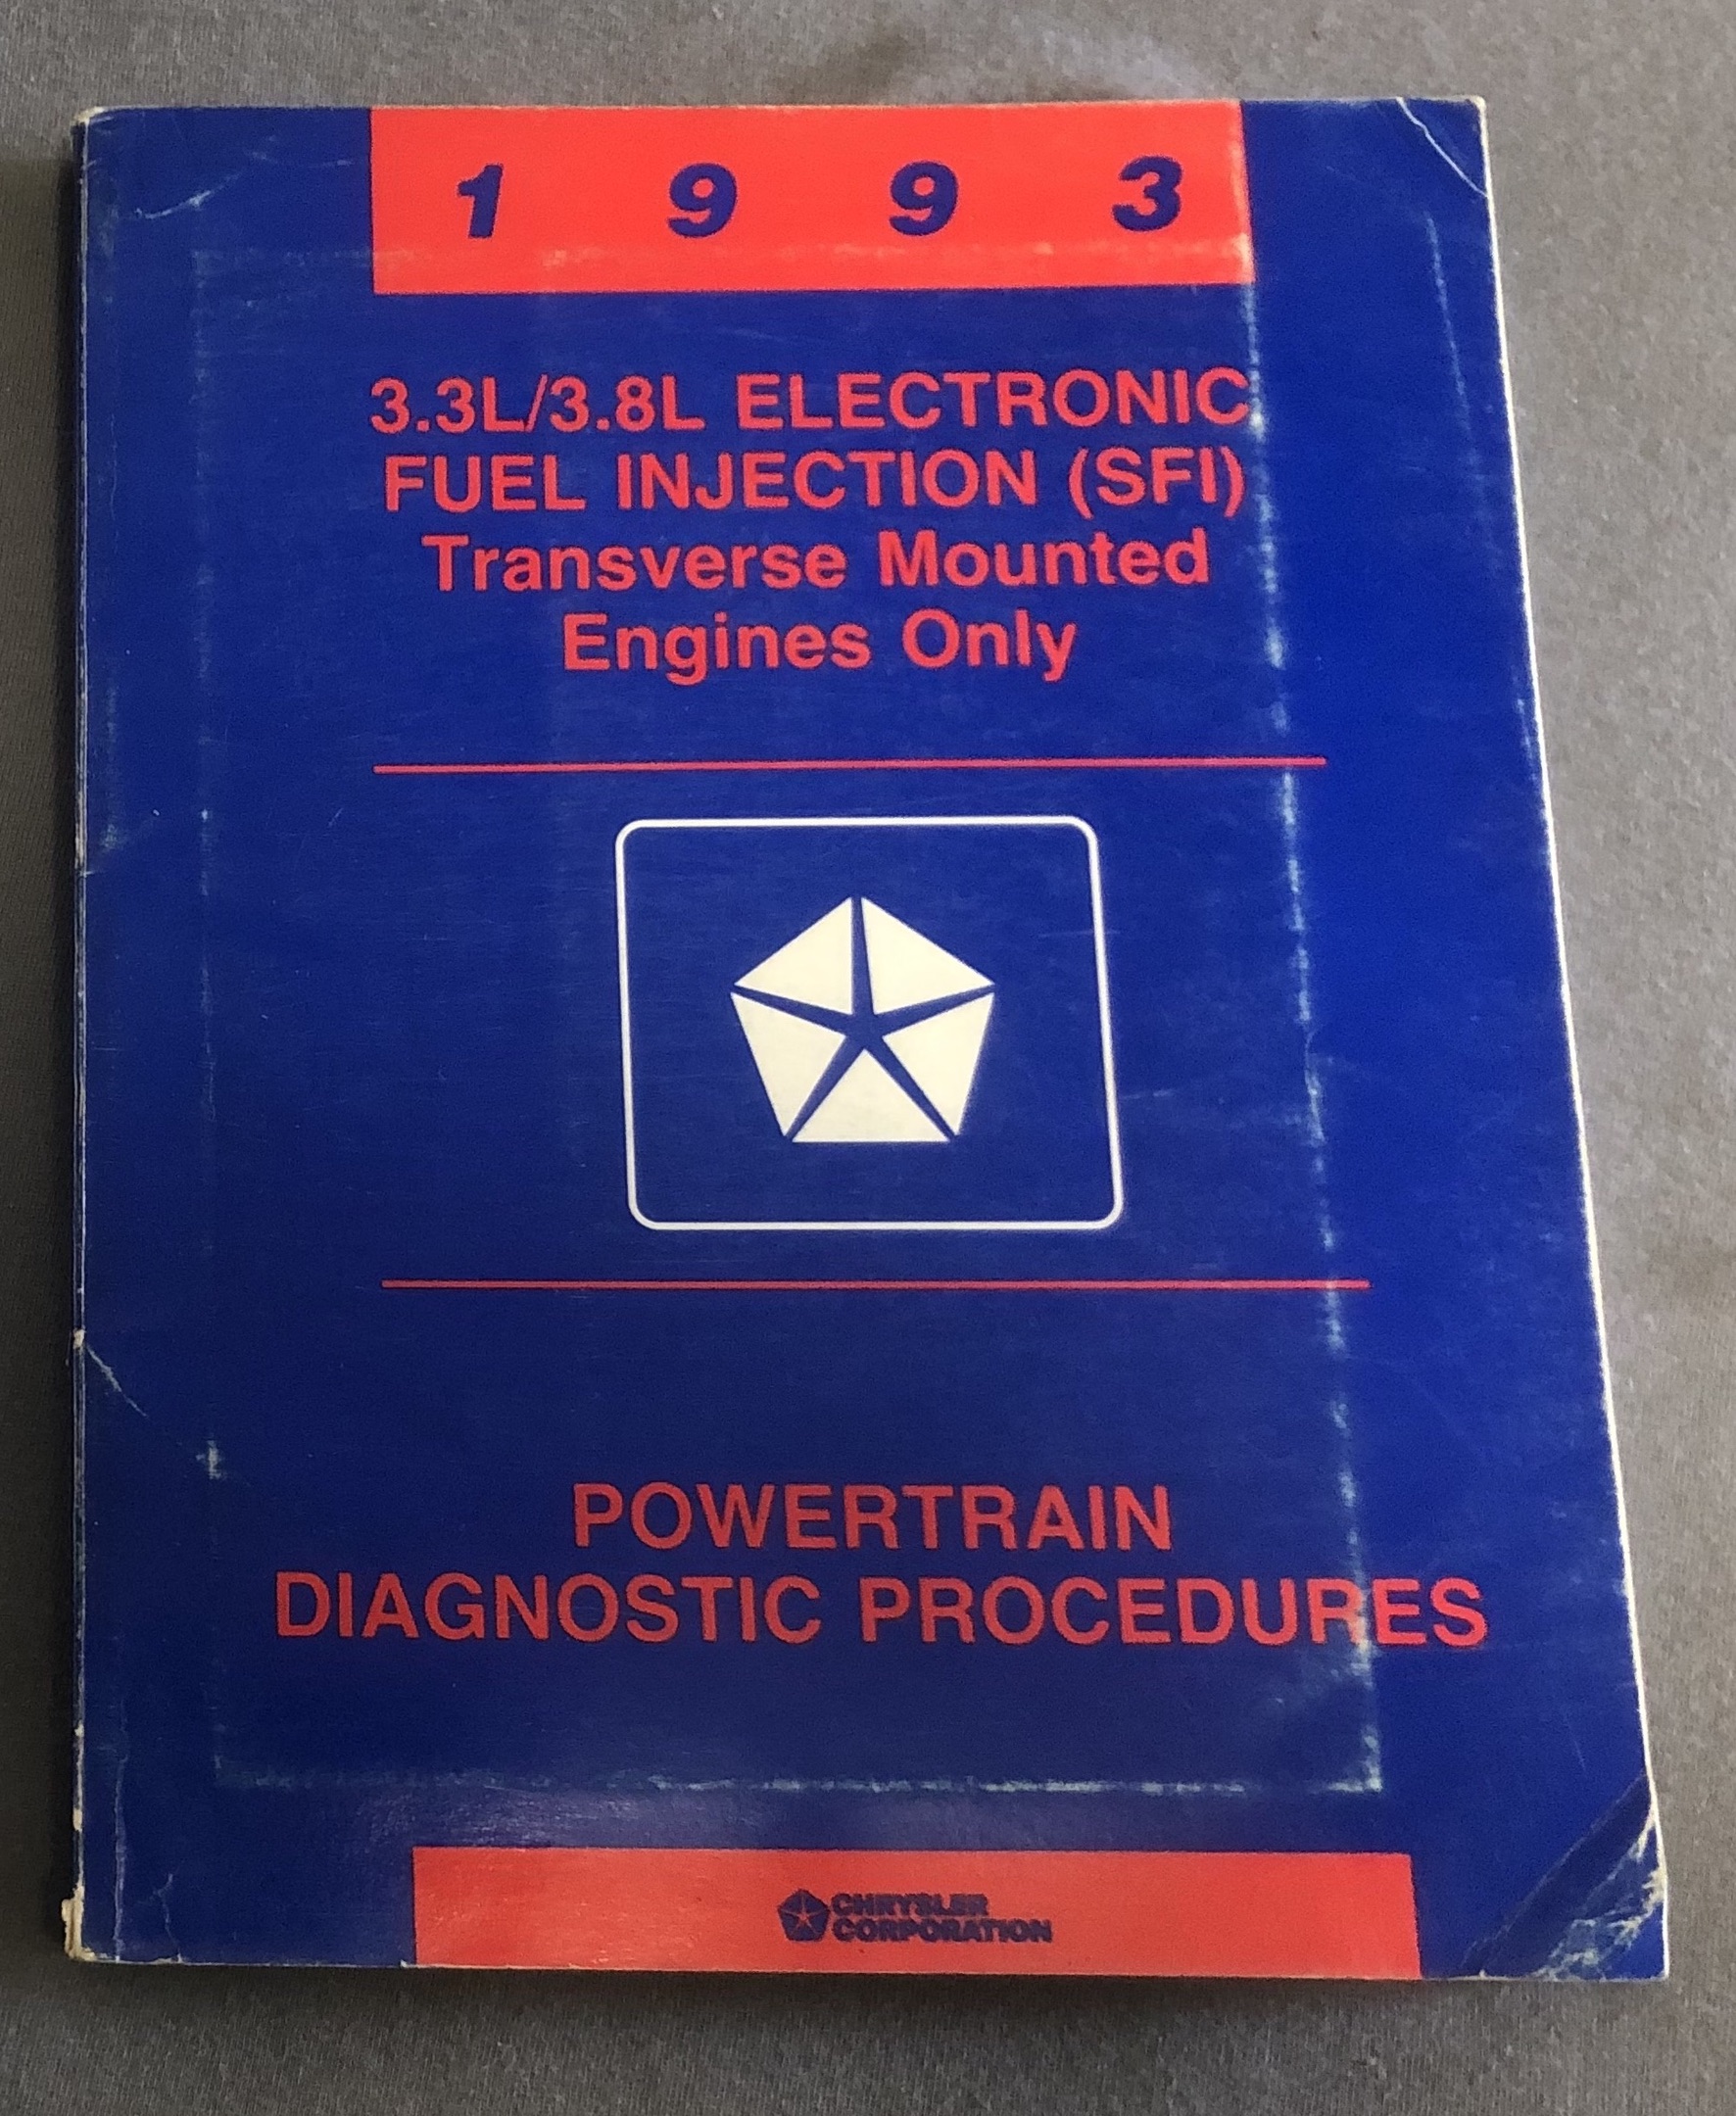 1 9 9 3
3.3L/3.8L ELECTRONIC
FUEL INJECTION (SFI)
Transverse Mounted
Engines Only
POWERTRAIN
DIAGNOSTIC PROCEDURES
CHRYSLER
CORPORATION